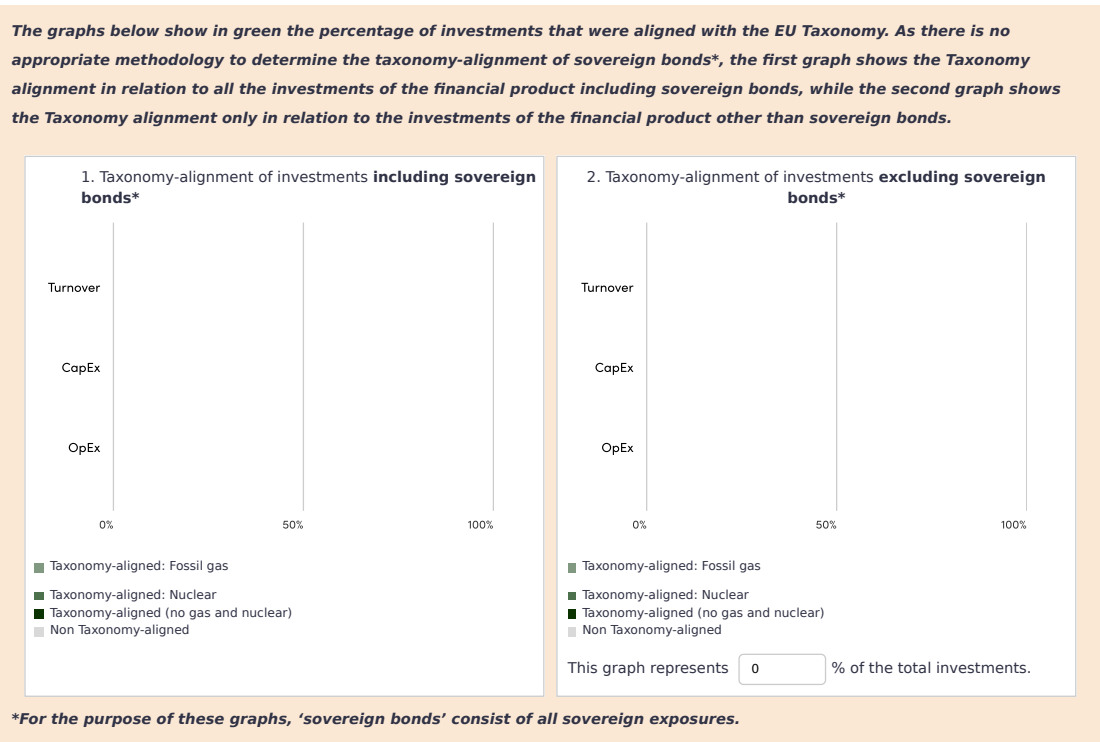 The graphs below show in green the percentage of investments that were aligned with the EU Taxonomy. As there is no
appropriate methodology to determine the taxonomy-alignment of sovereign bonds*, the first graph shows the Taxonomy
alignment in relation to all the investments of the financial product including sovereign bonds, while the second graph shows
the Taxonomy alignment only in relation to the investments of the financial product other than sovereign bonds.
1. Taxonomy-alignment of investments including sovereign
bonds*
Turnover
CapEx
OpEx
0% 50% 100%
Taxonomy-aligned: Fossil gas
Taxonomy-aligned: Nuclear
Taxonomy-aligned (no gas and nuclear)
Non Taxonomy-aligned
2. Taxonomy-alignment of investments excluding sovereign
bonds*
Turnover
CapEx
OpEx
0% 50% 100%
Taxonomy-aligned: Fossil gas
Taxonomy-aligned: Nuclear
Taxonomy-aligned (no gas and nuclear)
Non Taxonomy-aligned
This graph represents 0 % of the total investments.
*For the purpose of these graphs, ‘sovereign bonds’ consist of all sovereign exposures.